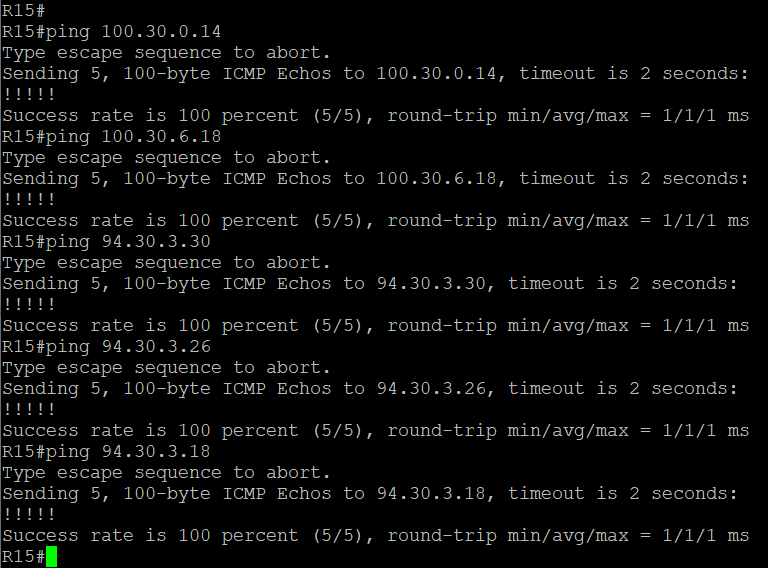 R15#
R15#ping 100.30.0.14
Type escape sequence to abort.
Sending 5, 100-byte ICMP Echos to 100.30.0.14, timeout is 2 seconds:
!!!!!
Success rate is 100 percent (5/5), round-trip min/avg/max = 1/1/1 ms
R15#ping 100.30.6.18
Type escape sequence to abort.
Sending 5, 100-byte ICMP Echos to 100.30.6.18, timeout is 2 seconds:
!!!!!
Success rate is 100 percent (5/5), round-trip min/avg/max = 1/1/1 ms
R15#ping 94.30.3.30
Type escape sequence to abort.
Sending 5, 100-byte ICMP Echos to 94.30.3.30, timeout is 2 seconds:
!!!!!
Success rate is 100 percent (5/5), round-trip min/avg/max = 1/1/1 ms
R15#ping 94.30.3.26
Type escape sequence to abort.
Sending 5, 100-byte ICMP Echos to 94.30.3.26, timeout is 2 seconds:
!!!!!
Success rate is 100 percent (5/5), round-trip min/avg/max = 1/1/1 ms
R15#ping 94.30.3.18
Type escape sequence to abort.
Sending 5, 100-byte ICMP Echos to 94.30.3.18, timeout is 2 seconds:
!!!!!
Success rate is 100 percent (5/5), round-trip min/avg/max = 1/1/1 ms
R15#